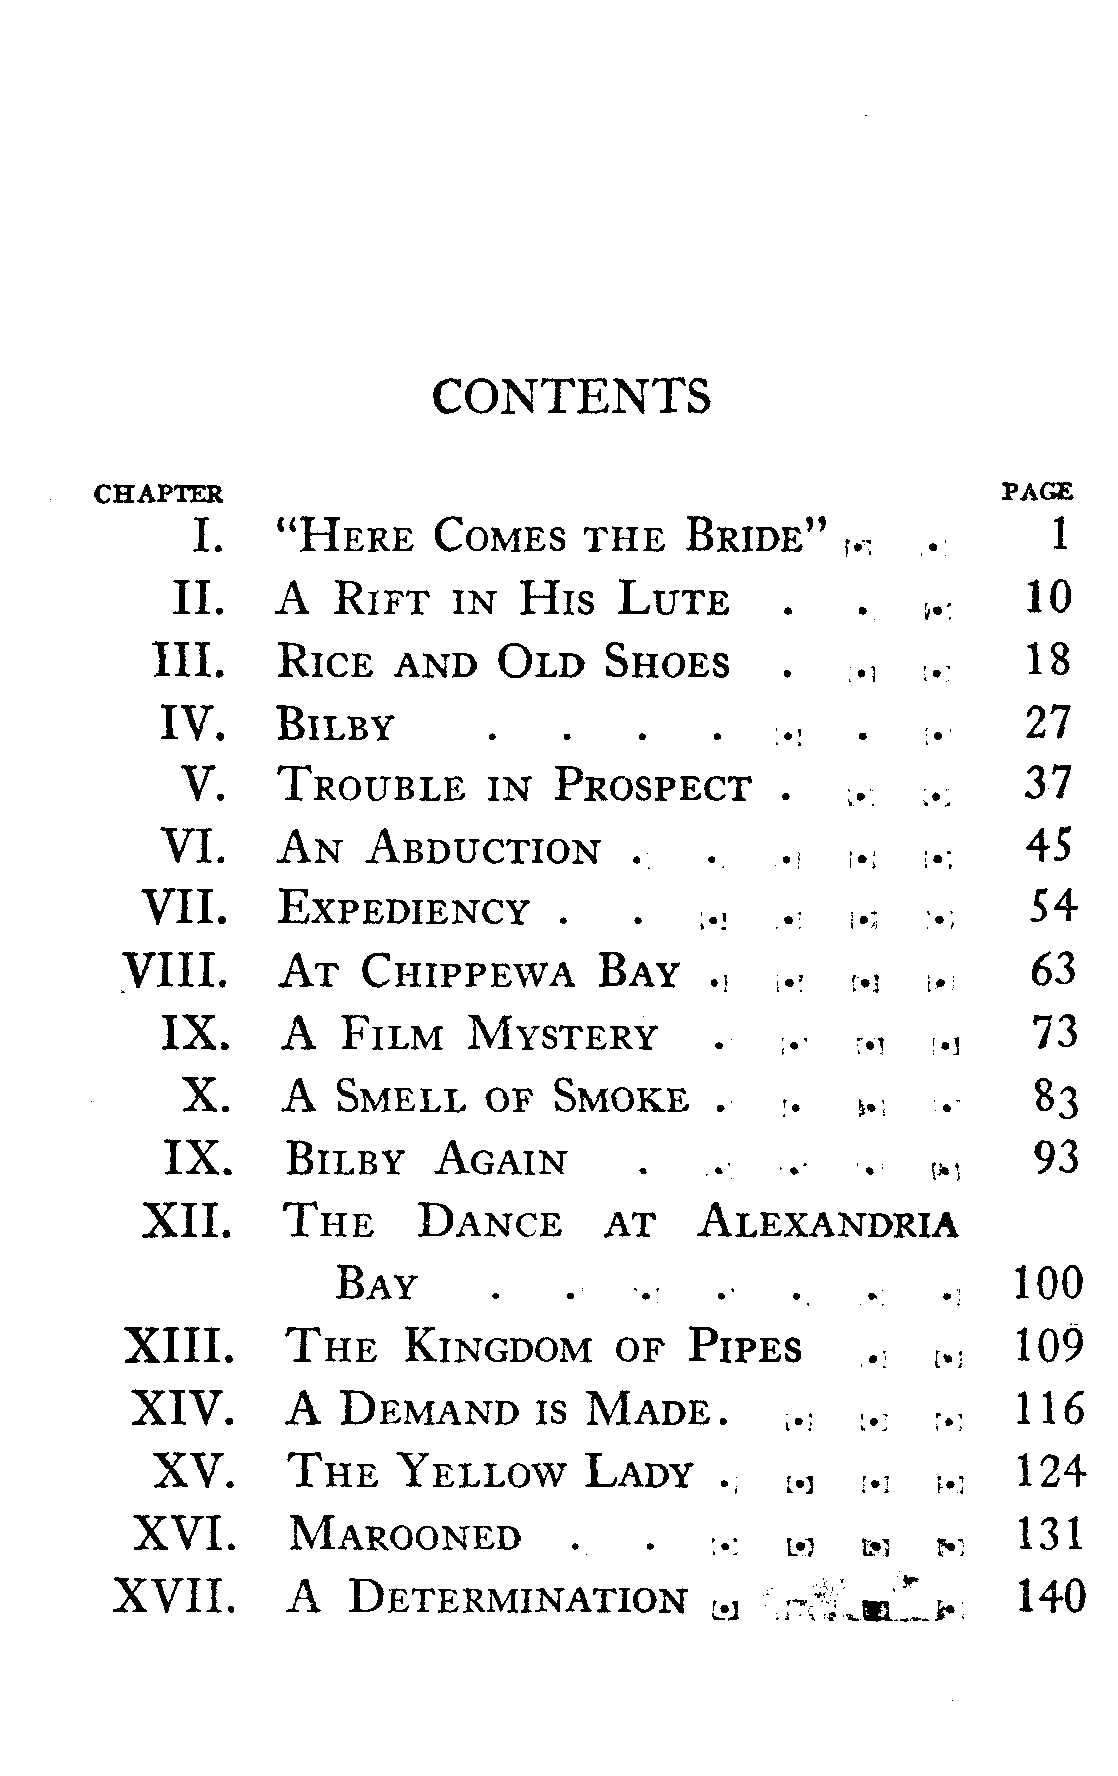 CONTENTS
CHAPTER PAGE
I. "HERE COMES THE BRIDE" . . 1
II. A RIFT IN HIS LUTE . . . 10
III. RICE AND OLD SHOES . . . 18
IV. BILBY . . . . . . . 27
V. TROUBLE IN PROSPECT . . . 37
VI. AN ABDUCTION . . . . . 45
VII. EXPEDIENCY . . . . . . 54
VIII. AT CHIPPEWA BAY . . . . 63
IX. A FILM MYSTERY . . . . 73
X. A SMELL OF SMOKE . . . . 83
IX. BILBY AGAIN . . . . . 93
XII. THE DANCE AT ALEXANDRIA
BAY . . . . . . . 100
XIII. THE KINGDOM OF PIPES . . 109
XIV. A DEMAND IS MADE . . . . 116
XV. THE YELLOW LADY . . . . 124
XVI. MAROONED . . . . . . 131
XVII. A DETERMINATION . . . . 140